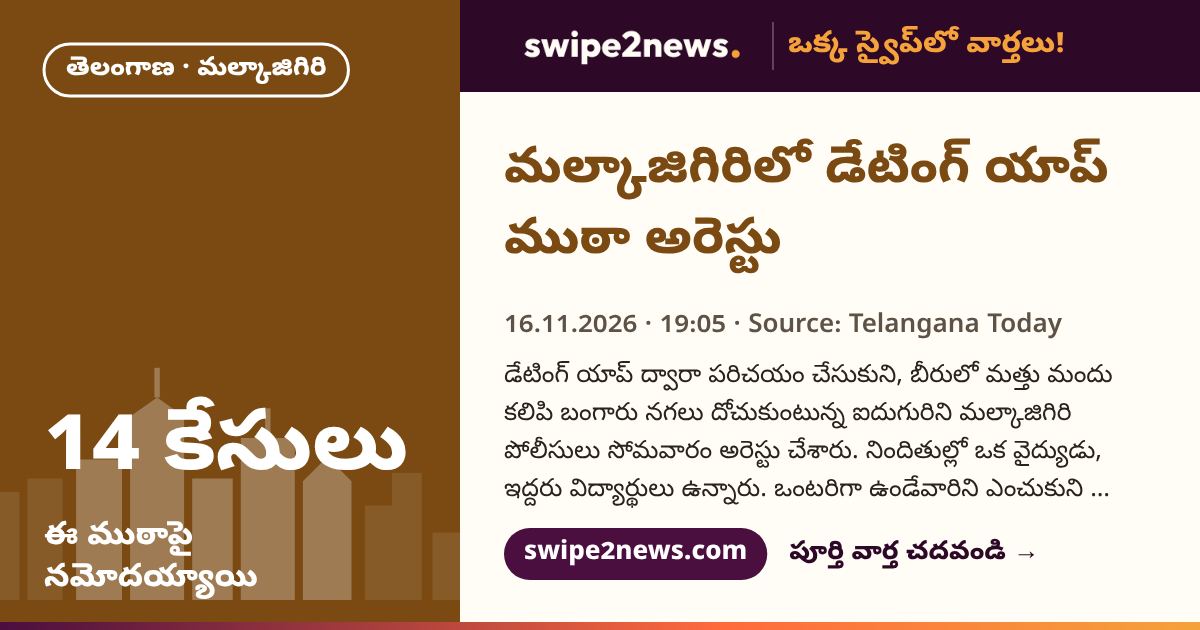 తెలంగాణ · మల్కాజిగిరి
14 కేసులు
ఈ ముఠాపై
నమోదయ్యాయి
swipe2news.
ఒక్క స్వైప్‌లో వార్తలు!
మల్కాజిగిరిలో డేటింగ్ యాప్
ముఠా అరెస్టు
16.11.2026 · 19:05 · Source: Telangana Today
డేటింగ్ యాప్ ద్వారా పరిచయం చేసుకుని, బీరులో మత్తు మందు
కలిపి బంగారు నగలు దోచుకుంటున్న ఐదుగురిని మల్కాజిగిరి
పోలీసులు సోమవారం అరెస్టు చేశారు. నిందితుల్లో ఒక వైద్యుడు,
ఇద్దరు విద్యార్థులు ఉన్నారు. ఒంటరిగా ఉండేవారిని ఎంచుకుని ...
swipe2news.com
పూర్తి వార్త చదవండి →